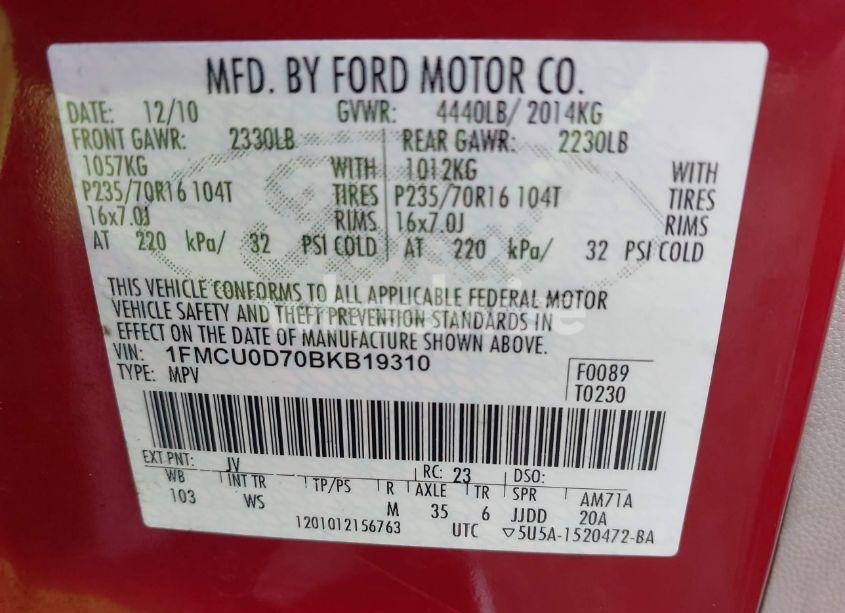 MFD. BY FORD MOTOR CO.
DATE: 12/10 GVWR: 4440LB/ 2014KG
FRONT GAWR: 2330LB REAR GAWR: 2230LB
1057KG WITH 1012KG WITH
P235/70R16 104T TIRES P235/70R16 104T TIRES
16x7.0J RIMS 16x7.0J RIMS
AT 220 kPa/ 32 PSI COLD AT 220 kPa/ 32 PSI COLD
THIS VEHICLE CONFORMS TO ALL APPLICABLE FEDERAL MOTOR
VEHICLE SAFETY AND THEFT PREVENTION STANDARDS IN
EFFECT ON THE DATE OF MANUFACTURE SHOWN ABOVE.
VIN: 1FMCU0D70BKB19310
TYPE: MPV
F0089
T0230
EXT PNT: JV RC: 23 DSO:
WB INT TR TP/PS R AXLE TR SPR AM71A
103 WS M 35 6 JJDD 20A
1201012156763 UTC ▽5U5A-1520472-BA